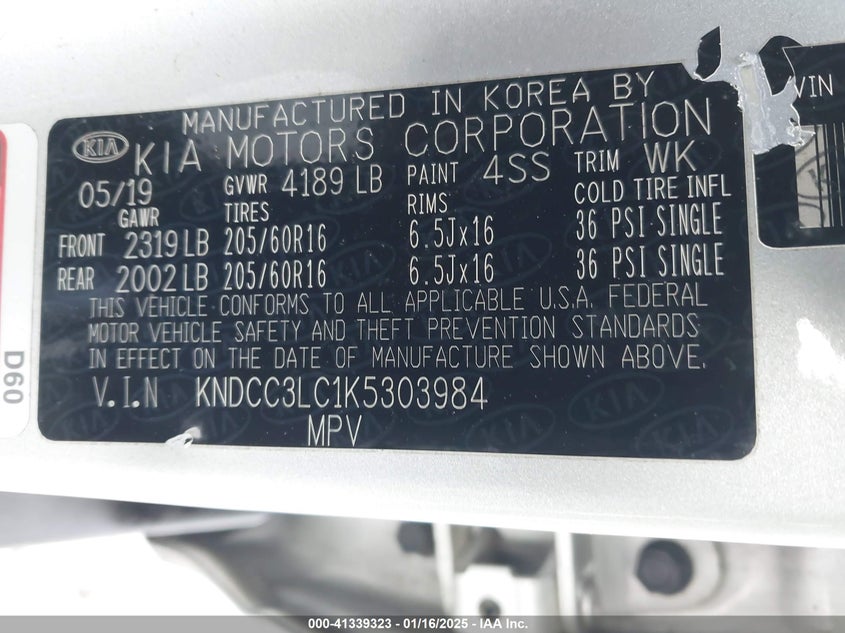 MANUFACTURED IN KOREA BY
KIA KIA MOTORS CORPORATION
05/19 GVWR 4189 LB PAINT 4SS TRIM WK
GAWR TIRES RIMS COLD TIRE INFL
FRONT 2319 LB 205/60R16 6.5Jx16 36 PSI SINGLE
REAR 2002 LB 205/60R16 6.5Jx16 36 PSI SINGLE
THIS VEHICLE CONFORMS TO ALL APPLICABLE U.S.A. FEDERAL
MOTOR VEHICLE SAFETY AND THEFT PREVENTION STANDARDS
IN EFFECT ON THE DATE OF MANUFACTURE SHOWN ABOVE.
V.I.N KNDCC3LC1K5303984
MPV
VIN
D60
000-41339323 - 01/16/2025 - IAA Inc.